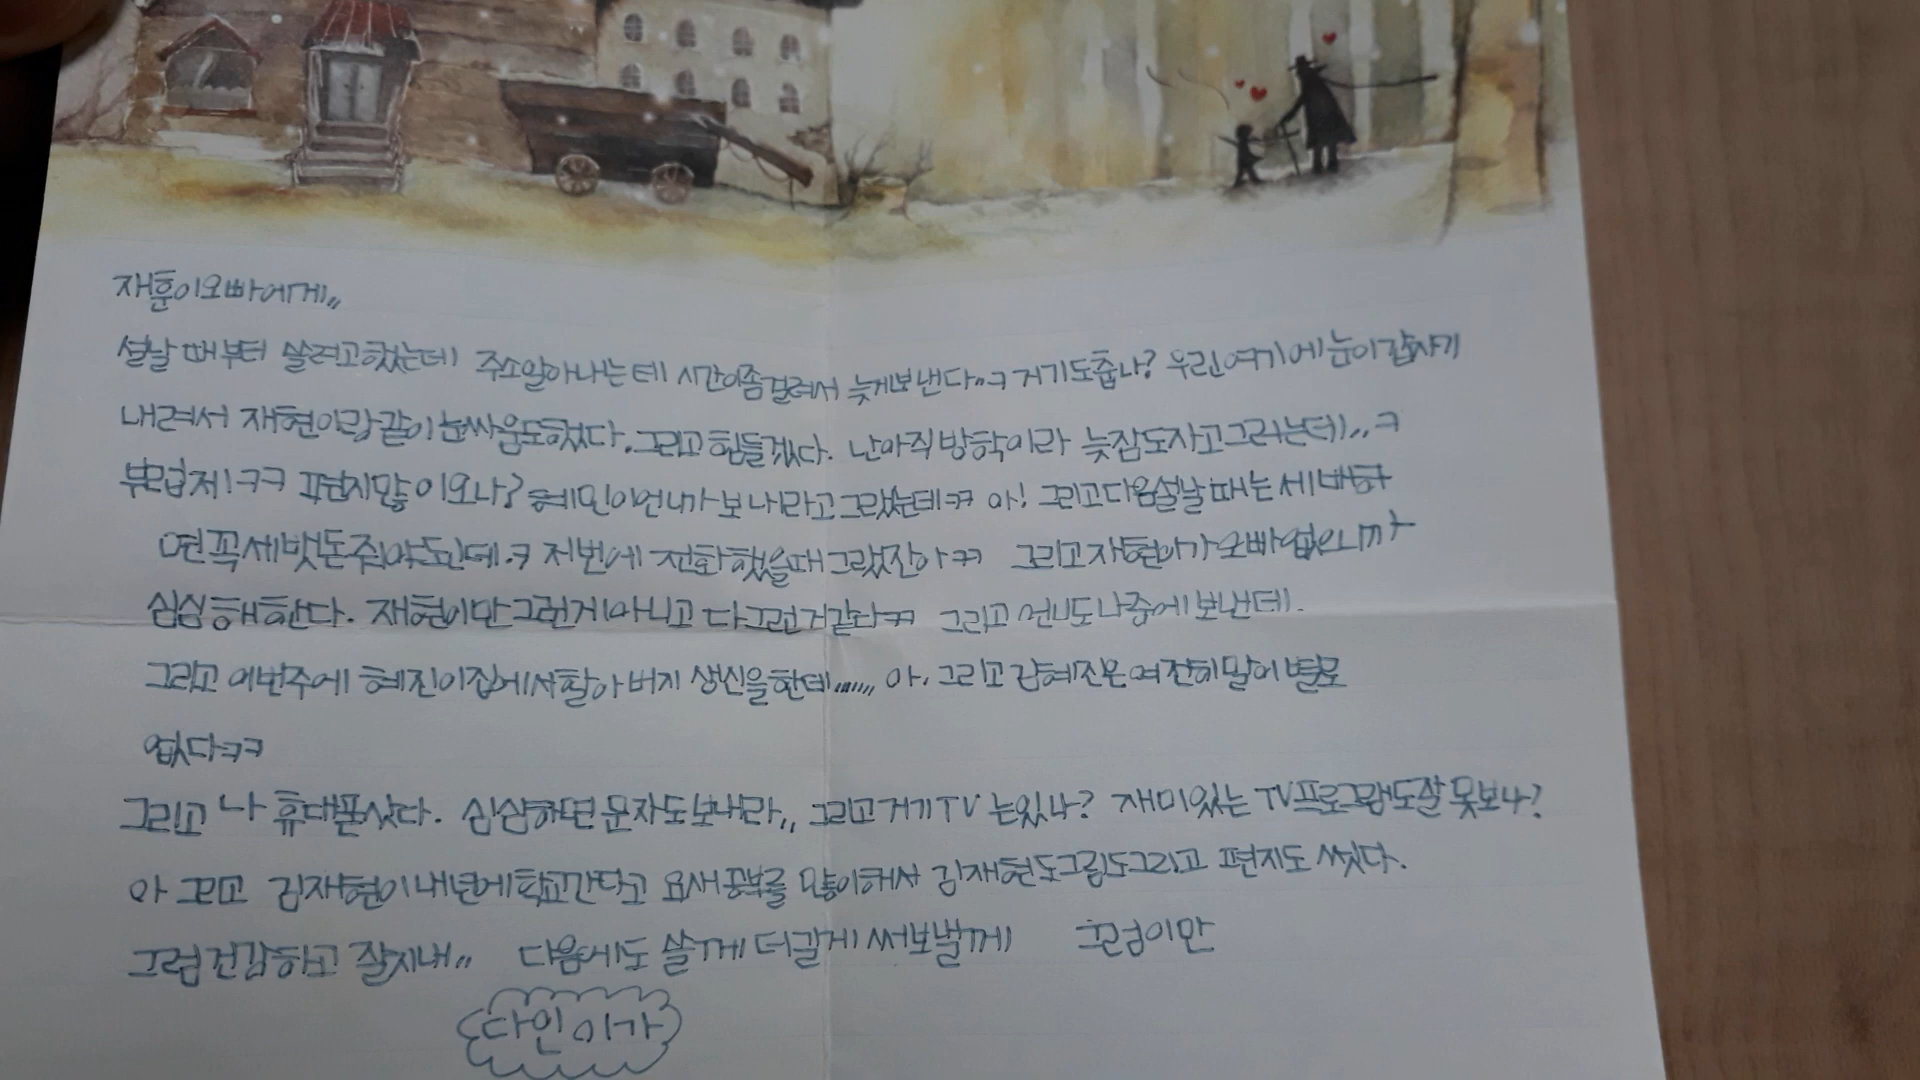 재훈이오빠에게,,
설날 때부터 쓸려고했는데 주소알아내는데 시간이좀걸려서 늦게보낸다,,ㅋ 거기도춥나? 우린여기에 눈이갑자기
내려서 재현이랑같이 눈싸움도했다. 그리고 힘들겠다. 난아직방학이라 늦잠도자고그러는데,,ㅋ
부럽제!ㅋㅋ 편지많이오나? 혜민이언니가 보내라고그랬는데ㅋㅋ 아! 그리고다음설날때는세배하
면 꼭세뱃돈줘야된데.ㅋ 저번에 전화했을때그랬잖아ㅋㅋ 그리고재현이가오빠없으니까
심심해한다. 재현이만그런게아니고 다그런거같다ㅋㅋ 그리고 언니도나중에보낸데.
그리고 이번주에 혜진이집에서할아버지 생신을한데,,,,,,, 아. 그리고김혜진은여전히말이별로
없다ㅋㅋ
그리고 나 휴대폰샀다. 심심하면문자도보내라,, 그리고거기TV는있나? 재미있는TV프로그램도잘못보나?
아 그리고 김재현이내년에학교간다고 요새공부를 많이해서 김재현도그림도그리고 편지도 썼다.
그럼건강하고 잘지내,, 다음에도 쓸께 더길게써보낼께 그럼이만
다인이가